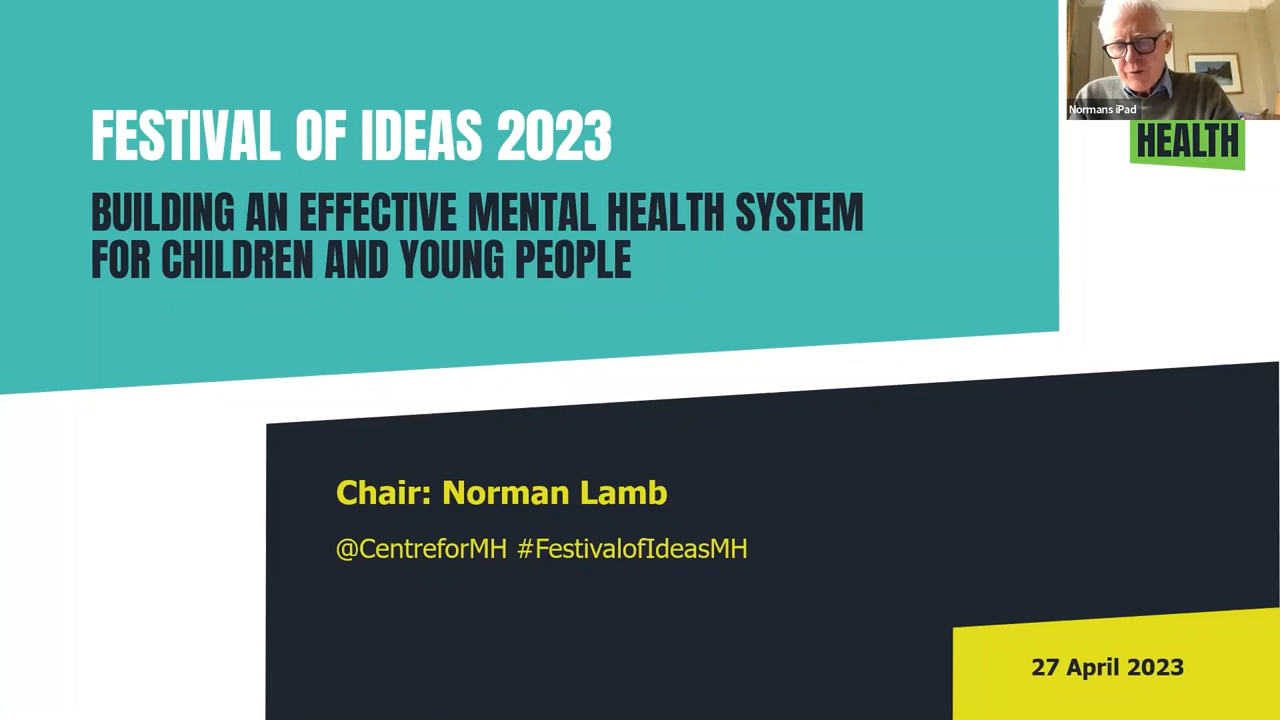 FESTIVAL OF IDEAS 2023
BUILDING AN EFFECTIVE MENTAL HEALTH SYSTEM
FOR CHILDREN AND YOUNG PEOPLE
Normans iPad
HEALTH
Chair: Norman Lamb
@CentreforMH #FestivalofIdeasMH
27 April 2023